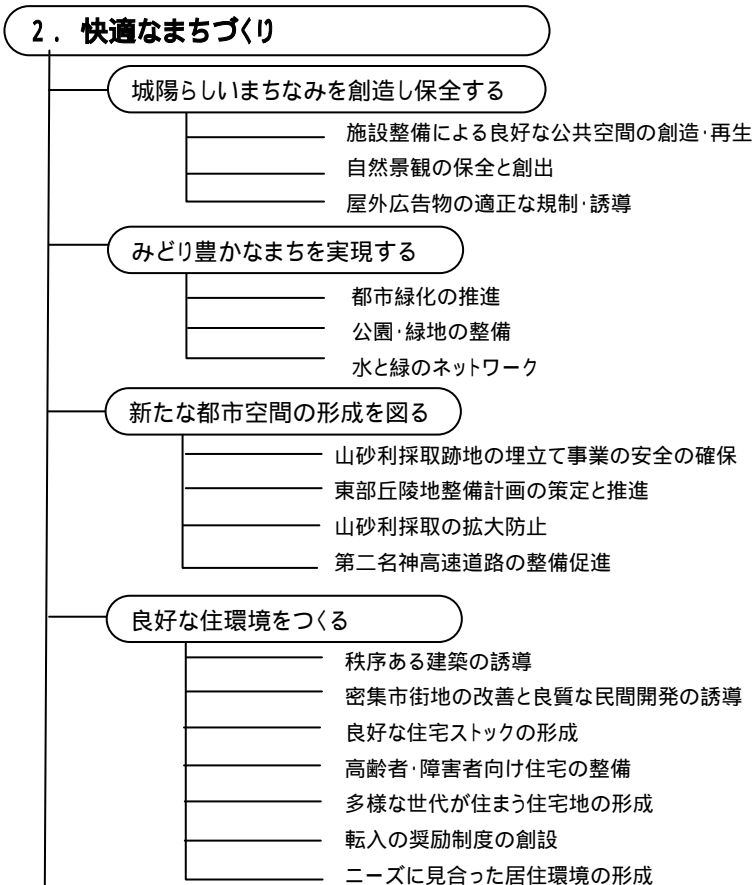 2．快適なまちづくり
城陽らしいまちなみを創造し保全する
施設整備による良好な公共空間の創造･再生
自然景観の保全と創出
屋外広告物の適正な規制･誘導
みどり豊かなまちを実現する
都市緑化の推進
公園･緑地の整備
水と緑のネットワーク
新たな都市空間の形成を図る
山砂利採取跡地の埋立て事業の安全の確保
東部丘陵地整備計画の策定と推進
山砂利採取の拡大防止
第二名神高速道路の整備促進
良好な住環境をつくる
秩序ある建築の誘導
密集市街地の改善と良質な民間開発の誘導
良好な住宅ストックの形成
高齢者･障害者向け住宅の整備
多様な世代が住まう住宅地の形成
転入の奨励制度の創設
ニーズに見合った居住環境の形成